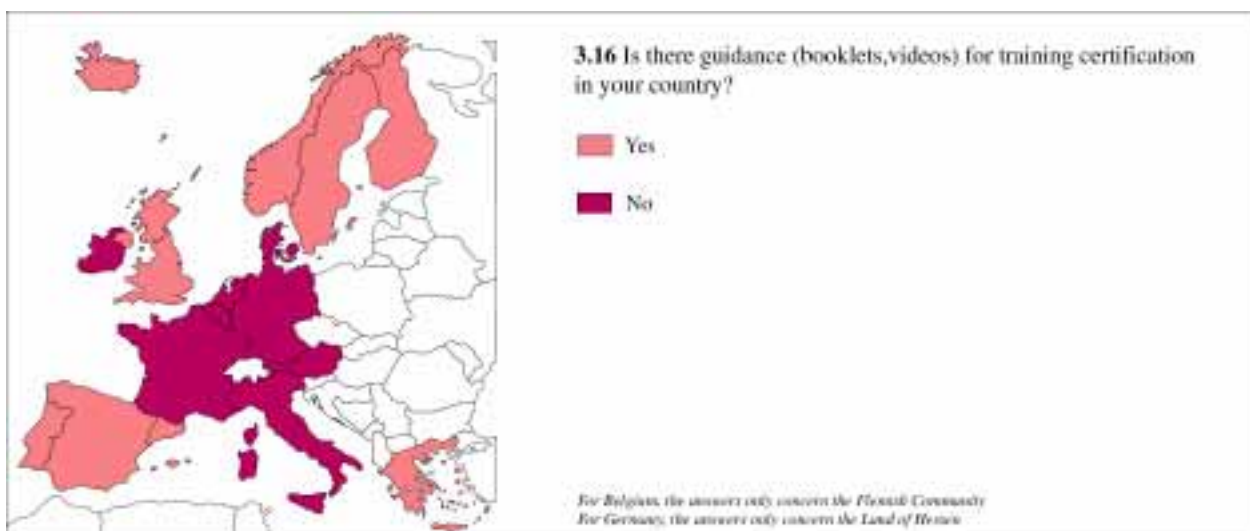 3.16 Is there guidance (booklets,videos) for training certification
in your country?
Yes
No
For Belgium, the answers only concern the Flemish Community
For Germany, the answers only concern the Land of Hessen